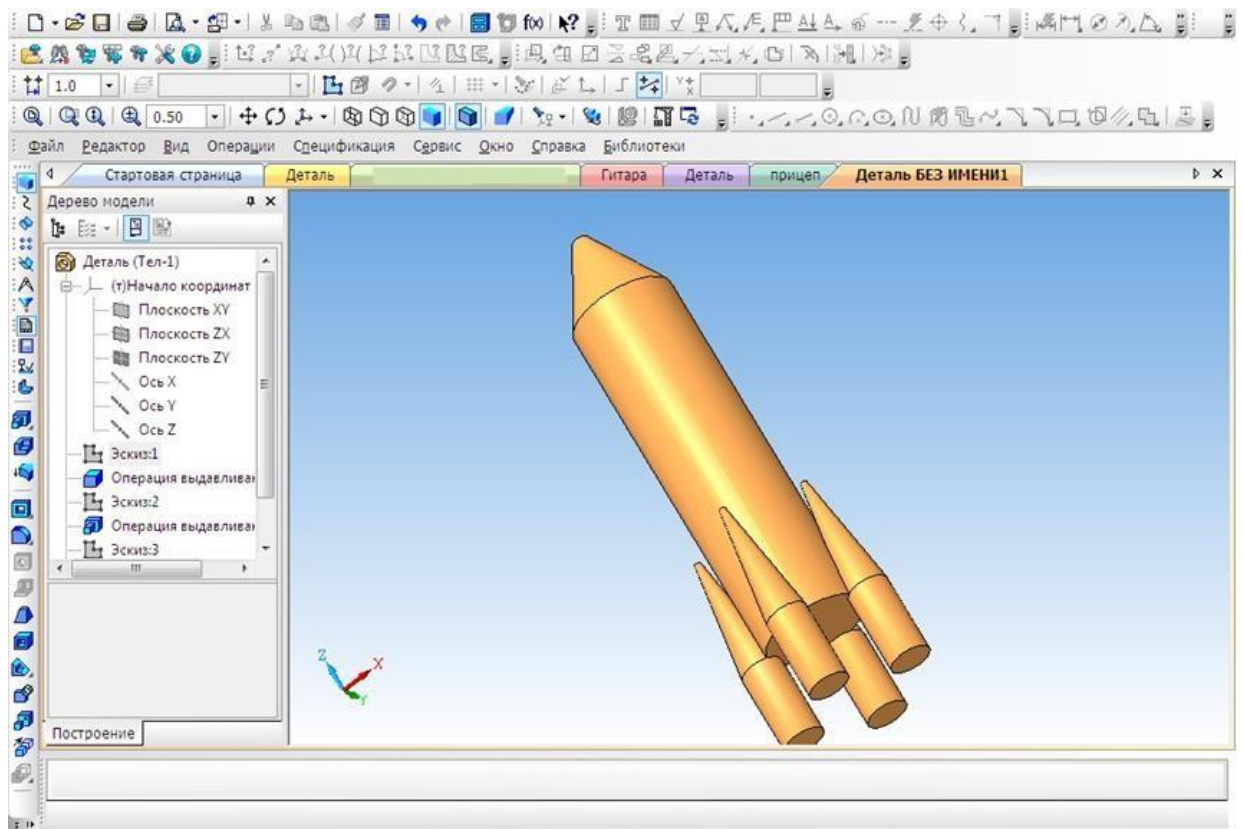 1.0
0.50
Файл Редактор Вид Операции Спецификация Сервис Окно Справка Библиотеки
Стартовая страница Деталь Гитара Деталь прицеп Деталь БЕЗ ИМЕНИ1
Дерево модели
Деталь (Тел-1)
(т)Начало координат
Плоскость XY
Плоскость ZX
Плоскость ZY
Ось X
Ось Y
Ось Z
Эскиз:1
Операция выдавливан
Эскиз:2
Операция выдавливан
Эскиз:3
Z
X
Y
Построение